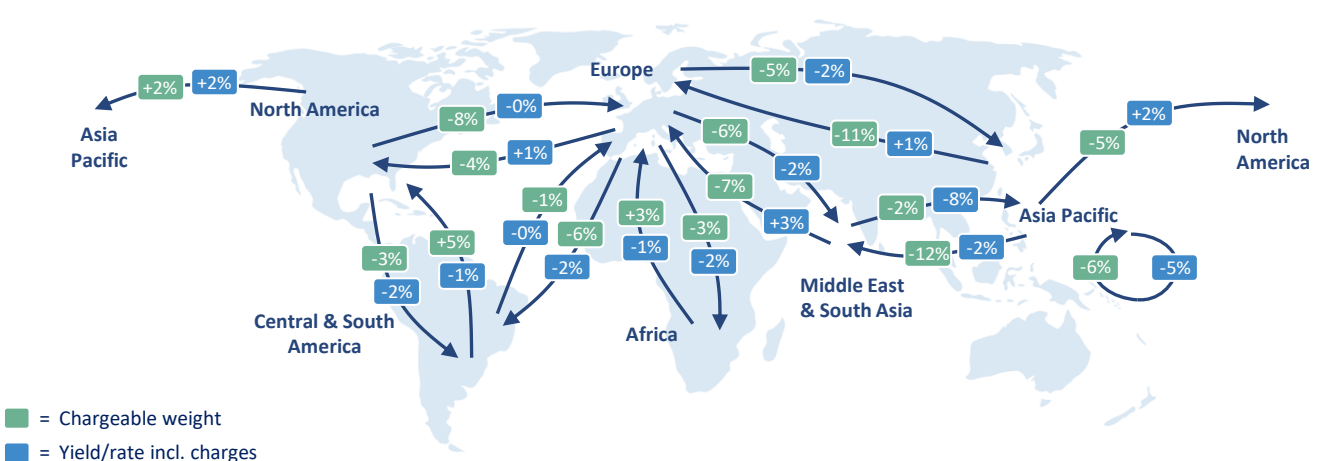 Europe
-5%
-2%
+2%
+2%
North America
Asia
Pacific
-8%
-0%
-4%
+1%
-6%
-2%
-11%
+1%
+2%
-5%
North
America
-7%
+3%
-2%
-8%
Asia Pacific
-12%
-2%
-6%
-5%
-1%
-0%
-6%
-2%
+3%
-1%
-3%
-2%
-3%
-2%
+5%
-1%
Middle East
& South Asia
Central & South
America
Africa
= Chargeable weight
= Yield/rate incl. charges